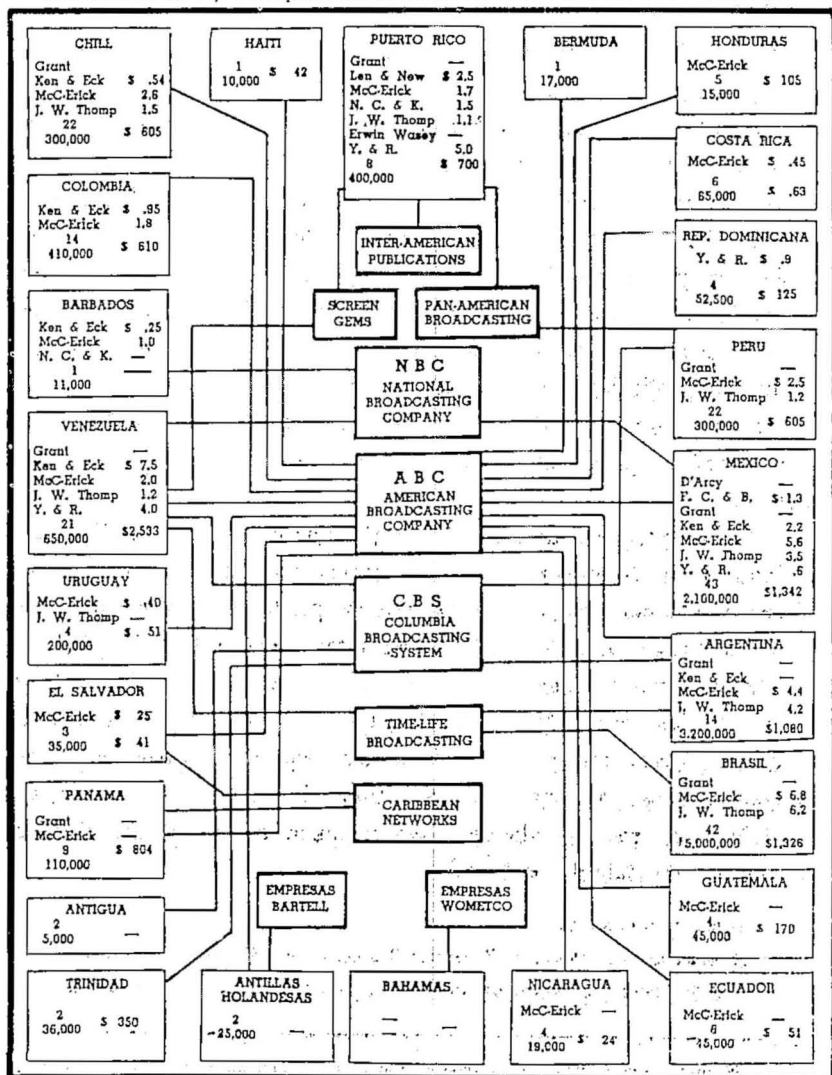 CHILL
Grant
Ken & Eck $ .54
McC-Erick 2.6
J. W. Thomp 1.5
22
300,000 $ 605
HAITI
1
10,000 $ 42
PUERTO RICO
Grant —
Len & New $ 2.5
McC-Erick 1.7
N. C. & K. 1.5
J. W. Thomp 1.1
Erwin Wasey —
Y. & R. 5.0
8 $ 700
400,000
BERMUDA
1
17,000
HONDURAS
McC-Erick
5 $ 105
15,000
COSTA RICA
McC-Erick $ .45
6
65,000 $ .63
COLOMBIA
Ken & Eck $ .95
McC-Erick 1.8
14
410,000 $ 610
REP. DOMINICANA
Y. & R. $ .9
4
52,500 $ 125
INTER-AMERICAN
PUBLICATIONS
SCREEN
GEMS
PAN-AMERICAN
BROADCASTING
BARBADOS
Ken & Eck $ .25
McC-Erick 1.0
N. C. & K. —
1 —
11,000
NBC
NATIONAL
BROADCASTING
COMPANY
PERU
Grant —
McC-Erick $ 2.5
J. W. Thomp 1.2
22
300,000 $ 605
VENEZUELA
Grant —
Ken & Eck $ 7.5
McC-Erick 2.0
J. W. Thomp 1.2
Y. & R. 4.0
21
650,000 $2,533
ABC
AMERICAN
BROADCASTING
COMPANY
MEXICO
D'Arcy —
F. C. & B. $ 1.3
Grant —
Ken & Eck 2.2
McC-Erick 5.6
J. W. Thomp 3.5
Y. & R. .6
43
2,100,000 $1,342
URUGUAY
McC-Erick $ .40
J. W. Thomp —
4 $ . 51
200,000
CBS
COLUMBIA
BROADCASTING
SYSTEM
ARGENTINA
Grant —
Ken & Eck —
McC-Erick $ 4.4
J. W. Thomp 4.2
14
3.200,000 $1,080
EL SALVADOR
McC-Erick $ 25
3
35,000 $ 41
TIME-LIFE
BROADCASTING
BRASIL
Grant —
McC-Erick $ 6.8
J. W. Thomp 6.2
42
5,000,000 $1,326
PANAMA
Grant —
McC-Erick —
9 $ 804
110,000
CARIBBEAN
NETWORKS
GUATEMALA
McC-Erick —
4
45,000 $ 170
ANTIGUA
2
5,000 —
EMPRESAS
BARTELL
EMPRESAS
WOMETCO
TRINIDAD
2
36,000 $ 350
ANTILLAS
HOLANDESAS
2
25,000 —
BAHAMAS
—
— —
NICARAGUA
McC-Erick —
4
19,000 $ 24
ECUADOR
McC-Erick —
6 $ 51
45,000